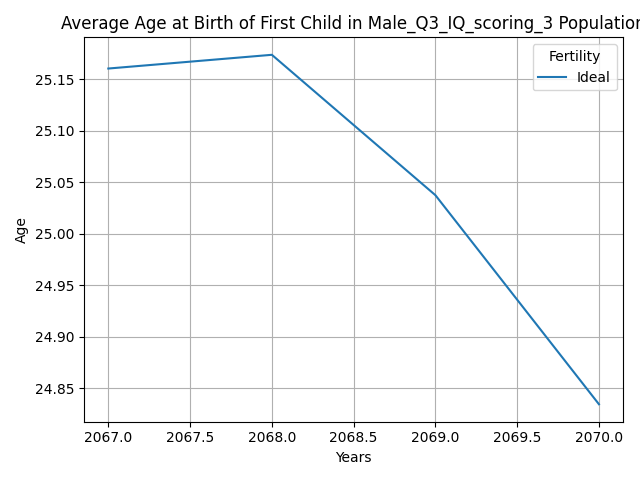 Average Age at Birth of First Child in Male_Q3_IQ_scoring_3 Population
Fertility
Ideal
25.15
25.10
25.05
25.00
24.95
24.90
24.85
Age
2067.0 2067.5 2068.0 2068.5 2069.0 2069.5 2070.0
Years